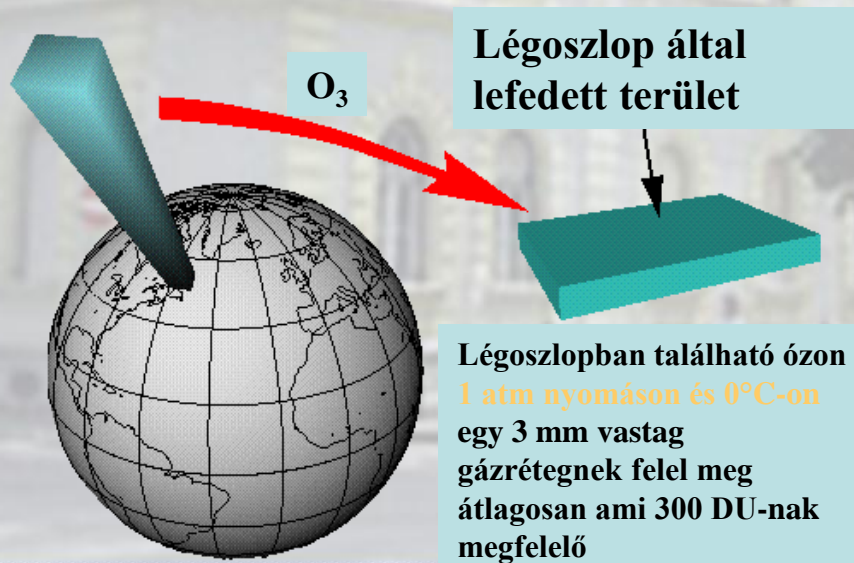 O₃
Légoszlop által
lefedett terület
Légoszlopban található ózon
1 atm nyomáson és 0°C-on
egy 3 mm vastag
gázrétegnek felel meg
átlagosan ami 300 DU-nak
megfelelő